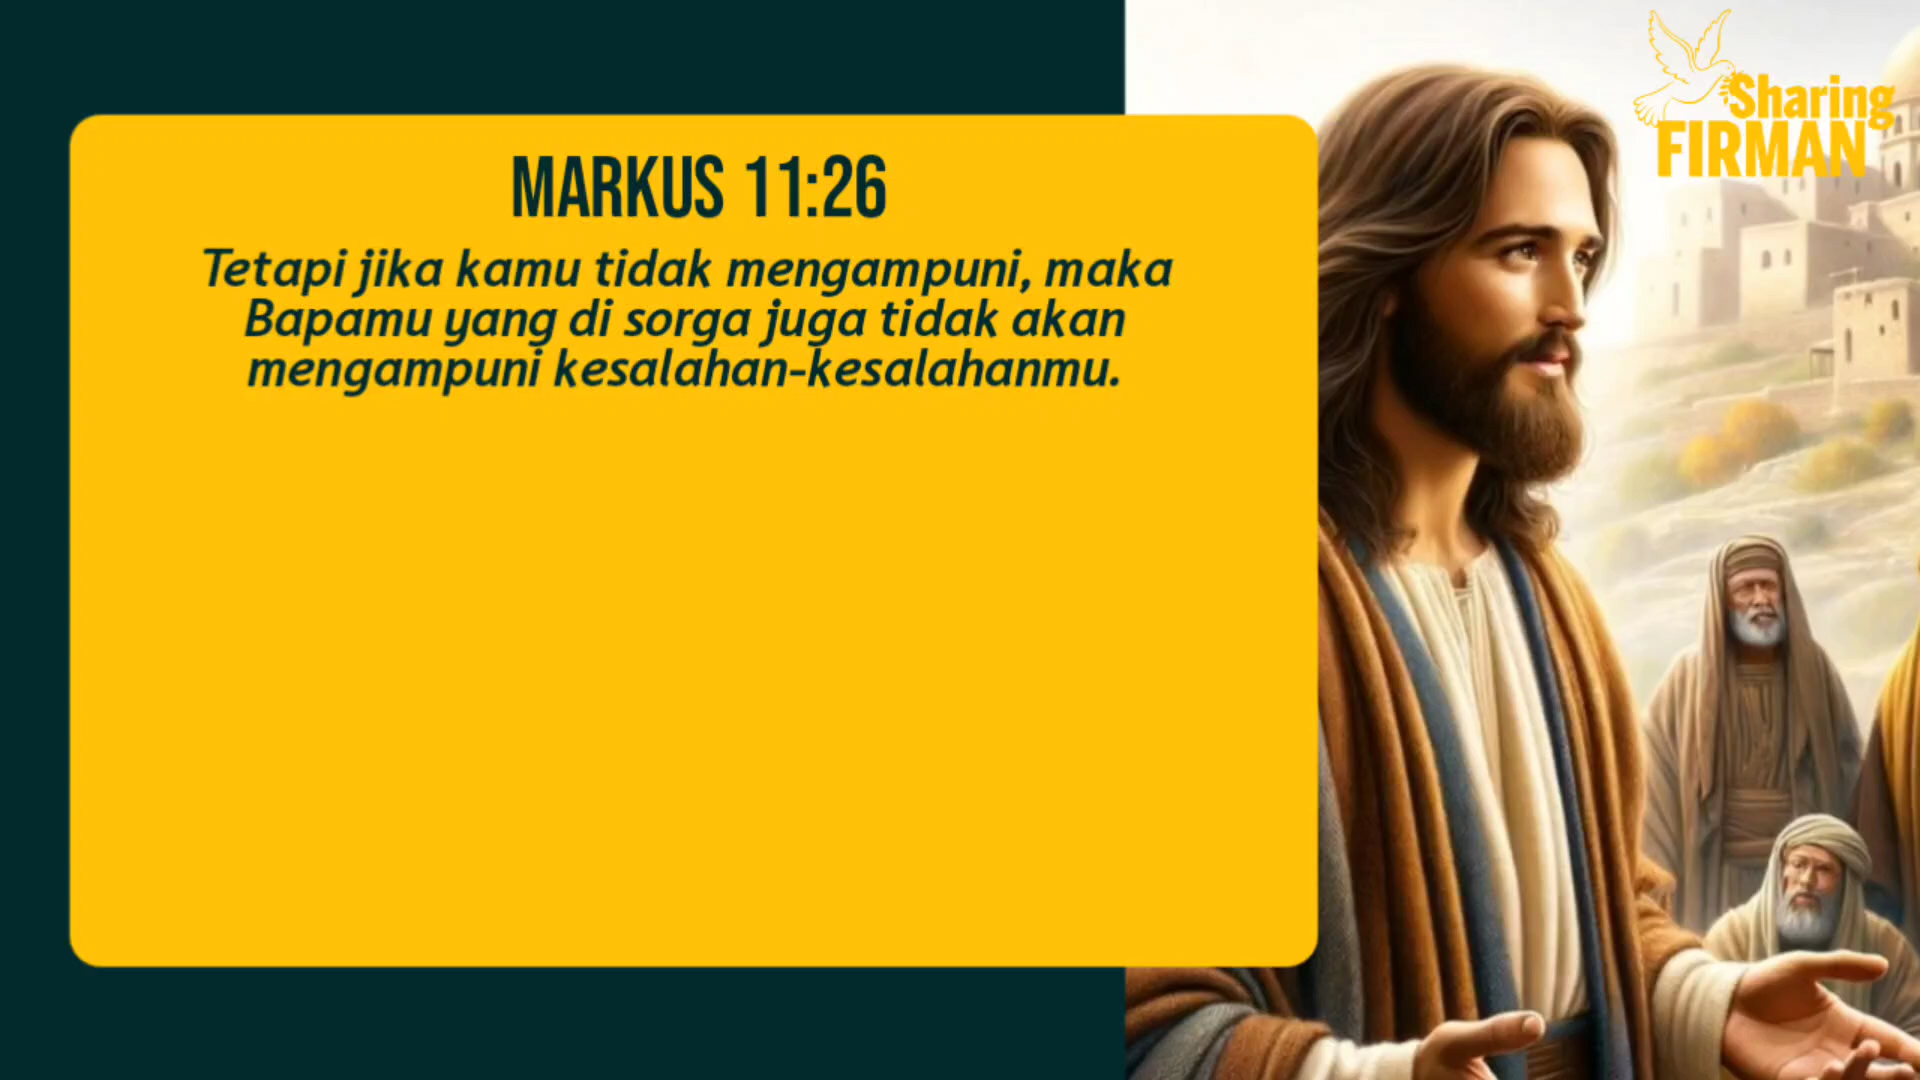 Sharing
FIRMAN
MARKUS 11:26
Tetapi jika kamu tidak mengampuni, maka
Bapamu yang di sorga juga tidak akan
mengampuni kesalahan-kesalahanmu.